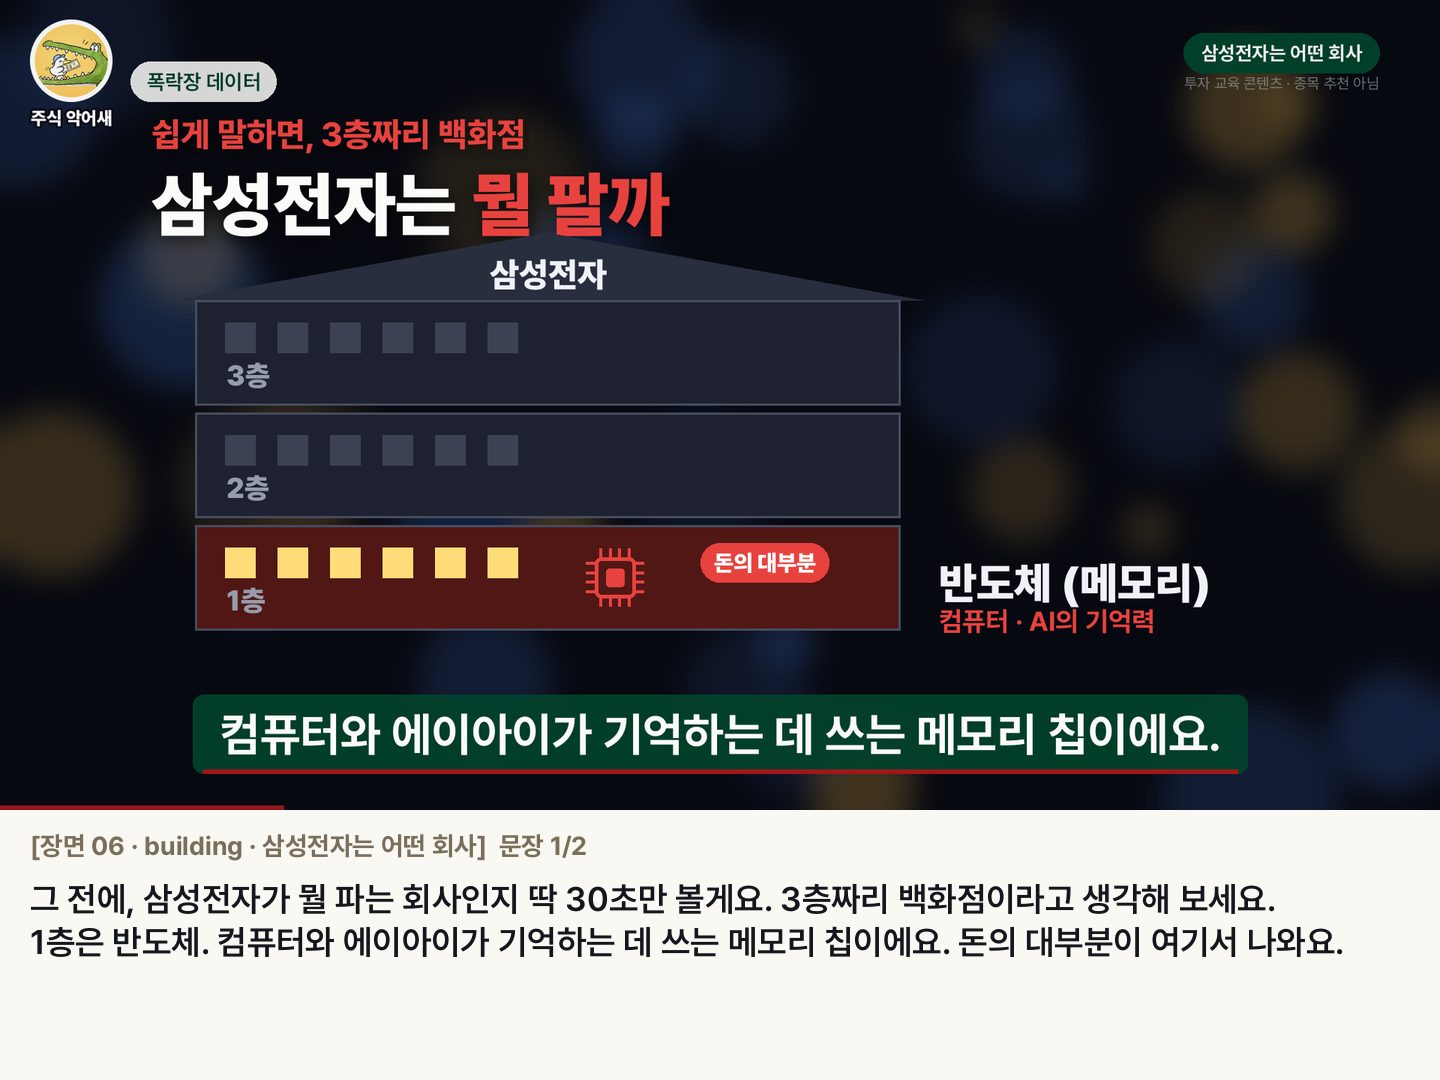 주식 악어새
폭락장 데이터
삼성전자는 어떤 회사
투자 교육 콘텐츠 · 종목 추천 아님
쉽게 말하면, 3층짜리 백화점
삼성전자는 뭘 팔까
삼성전자
3층
2층
돈의 대부분
1층
반도체 (메모리)
컴퓨터 · AI의 기억력
컴퓨터와 에이아이가 기억하는 데 쓰는 메모리 칩이에요.
[장면 06 · building · 삼성전자는 어떤 회사] 문장 1/2
그 전에, 삼성전자가 뭘 파는 회사인지 딱 30초만 볼게요. 3층짜리 백화점이라고 생각해 보세요.
1층은 반도체. 컴퓨터와 에이아이가 기억하는 데 쓰는 메모리 칩이에요. 돈의 대부분이 여기서 나와요.